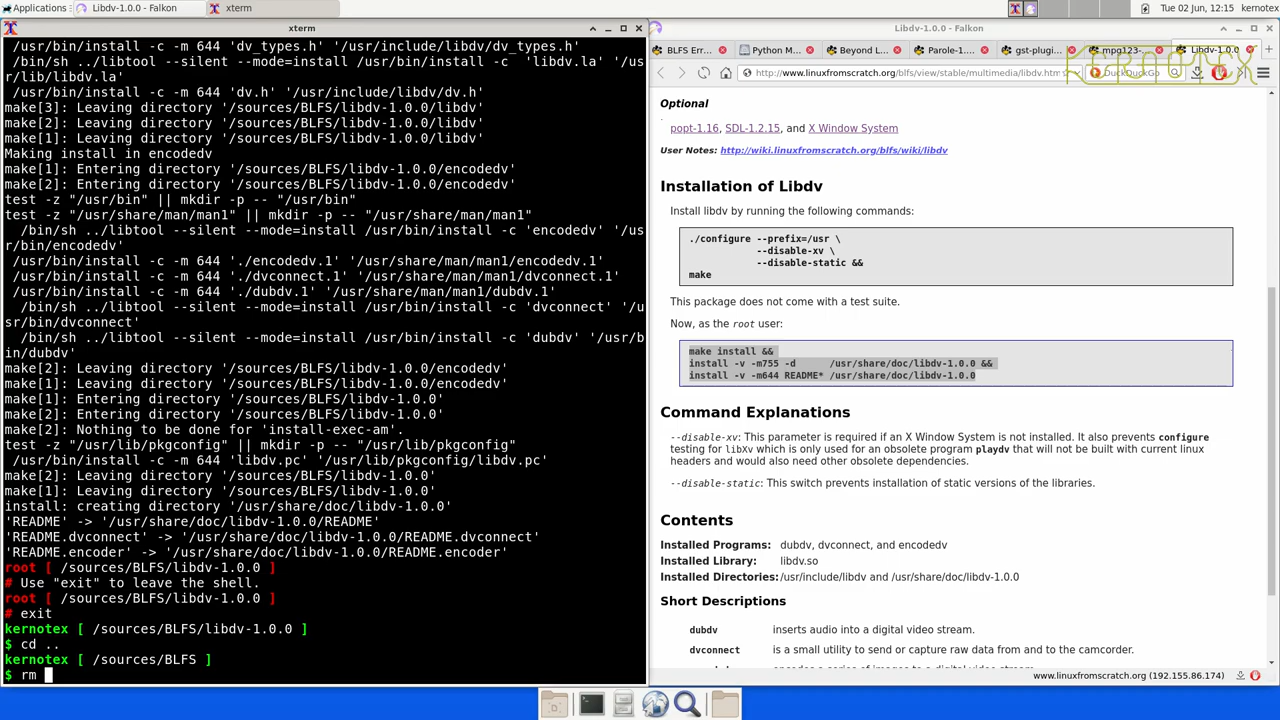 Applications
Libdv-1.0.0 - Falkon
xterm
Tue 02 Jun, 12:15
kernotex
xterm
/usr/bin/install -c -m 644 'dv_types.h' '/usr/include/libdv/dv_types.h'
/bin/sh ../libtool --silent --mode=install /usr/bin/install -c 'libdv.la' '/us
r/lib/libdv.la'
/usr/bin/install -c -m 644 'dv.h' '/usr/include/libdv/dv.h'
make[3]: Leaving directory '/sources/BLFS/libdv-1.0.0/libdv'
make[2]: Leaving directory '/sources/BLFS/libdv-1.0.0/libdv'
make[1]: Leaving directory '/sources/BLFS/libdv-1.0.0/libdv'
Making install in encodedv
make[1]: Entering directory '/sources/BLFS/libdv-1.0.0/encodedv'
make[2]: Entering directory '/sources/BLFS/libdv-1.0.0/encodedv'
test -z "/usr/bin" || mkdir -p -- "/usr/bin"
test -z "/usr/share/man/man1" || mkdir -p -- "/usr/share/man/man1"
/bin/sh ../libtool --silent --mode=install /usr/bin/install -c 'encodedv' '/us
r/bin/encodedv'
/usr/bin/install -c -m 644 './encodedv.1' '/usr/share/man/man1/encodedv.1'
/usr/bin/install -c -m 644 './dvconnect.1' '/usr/share/man/man1/dvconnect.1'
/usr/bin/install -c -m 644 './dubdv.1' '/usr/share/man/man1/dubdv.1'
/bin/sh ../libtool --silent --mode=install /usr/bin/install -c 'dvconnect' '/u
sr/bin/dvconnect'
/bin/sh ../libtool --silent --mode=install /usr/bin/install -c 'dubdv' '/usr/b
in/dubdv'
make[2]: Leaving directory '/sources/BLFS/libdv-1.0.0/encodedv'
make[1]: Leaving directory '/sources/BLFS/libdv-1.0.0/encodedv'
make[1]: Entering directory '/sources/BLFS/libdv-1.0.0'
make[2]: Entering directory '/sources/BLFS/libdv-1.0.0'
make[2]: Nothing to be done for 'install-exec-am'.
test -z "/usr/lib/pkgconfig" || mkdir -p -- "/usr/lib/pkgconfig"
/usr/bin/install -c -m 644 'libdv.pc' '/usr/lib/pkgconfig/libdv.pc'
make[2]: Leaving directory '/sources/BLFS/libdv-1.0.0'
make[1]: Leaving directory '/sources/BLFS/libdv-1.0.0'
install: creating directory '/usr/share/doc/libdv-1.0.0'
'README' -> '/usr/share/doc/libdv-1.0.0/README'
'README.dvconnect' -> '/usr/share/doc/libdv-1.0.0/README.dvconnect'
'README.encoder' -> '/usr/share/doc/libdv-1.0.0/README.encoder'
root [ /sources/BLFS/libdv-1.0.0 ]
# Use "exit" to leave the shell.
root [ /sources/BLFS/libdv-1.0.0 ]
# exit
kernotex [ /sources/BLFS/libdv-1.0.0 ]
$ cd ..
kernotex [ /sources/BLFS ]
$ rm
Libdv-1.0.0 - Falkon
BLFS Err...
Python M...
Beyond L...
Parole-1...
gst-plugi...
mpg123-...
Libdv-1.0.0
KERNOTEX
http://www.linuxfromscratch.org/blfs/view/stable/multimedia/libdv.htm
DuckDuckGo
Optional
popt-1.16, SDL-1.2.15, and X Window System
User Notes: http://wiki.linuxfromscratch.org/blfs/wiki/libdv
Installation of Libdv
Install libdv by running the following commands:
./configure --prefix=/usr \
--disable-xv \
--disable-static &&
make
This package does not come with a test suite.
Now, as the root user:
make install &&
install -v -m755 -d /usr/share/doc/libdv-1.0.0 &&
install -v -m644 README* /usr/share/doc/libdv-1.0.0
Command Explanations
--disable-xv: This parameter is required if an X Window System is not installed. It also prevents configure
testing for libXv which is only used for an obsolete program playdv that will not be built with current linux
headers and would also need other obsolete dependencies.
--disable-static: This switch prevents installation of static versions of the libraries.
Contents
Installed Programs: dubdv, dvconnect, and encodedv
Installed Library: libdv.so
Installed Directories: /usr/include/libdv and /usr/share/doc/libdv-1.0.0
Short Descriptions
dubdv inserts audio into a digital video stream.
dvconnect is a small utility to send or capture raw data from and to the camcorder.
www.linuxfromscratch.org (192.155.86.174)